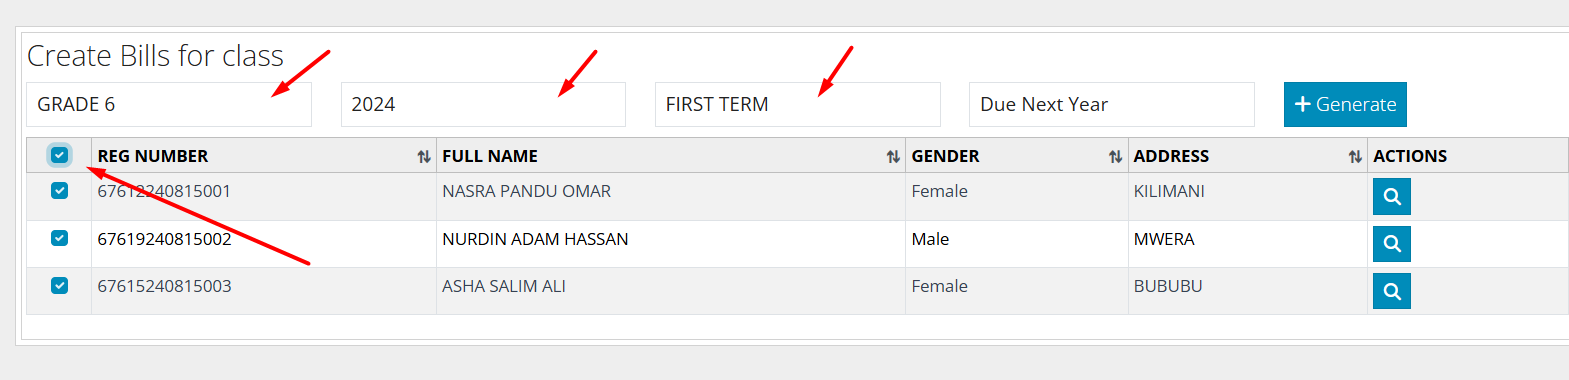 Create Bills for class
GRADE 6 2024 FIRST TERM Due Next Year + Generate
REG NUMBER FULL NAME GENDER ADDRESS ACTIONS
67612240815001 NASRA PANDU OMAR Female KILIMANI
67619240815002 NURDIN ADAM HASSAN Male MWERA
67615240815003 ASHA SALIM ALI Female BUBUBU